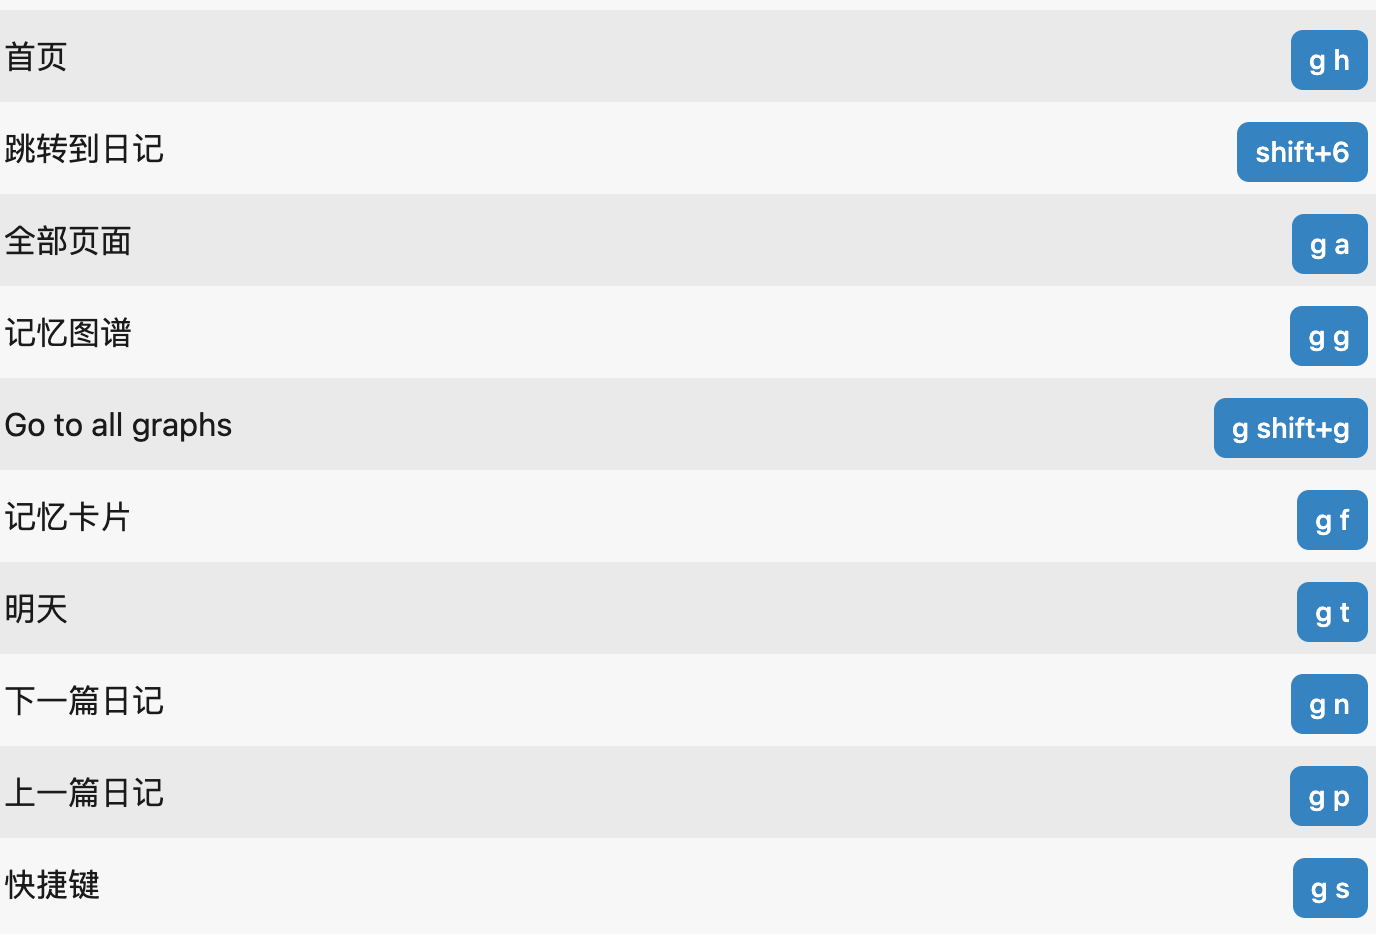 首页 g h
跳转到日记 shift+6
全部页面 g a
记忆图谱 g g
Go to all graphs g shift+g
记忆卡片 g f
明天 g t
下一篇日记 g n
上一篇日记 g p
快捷键 g s